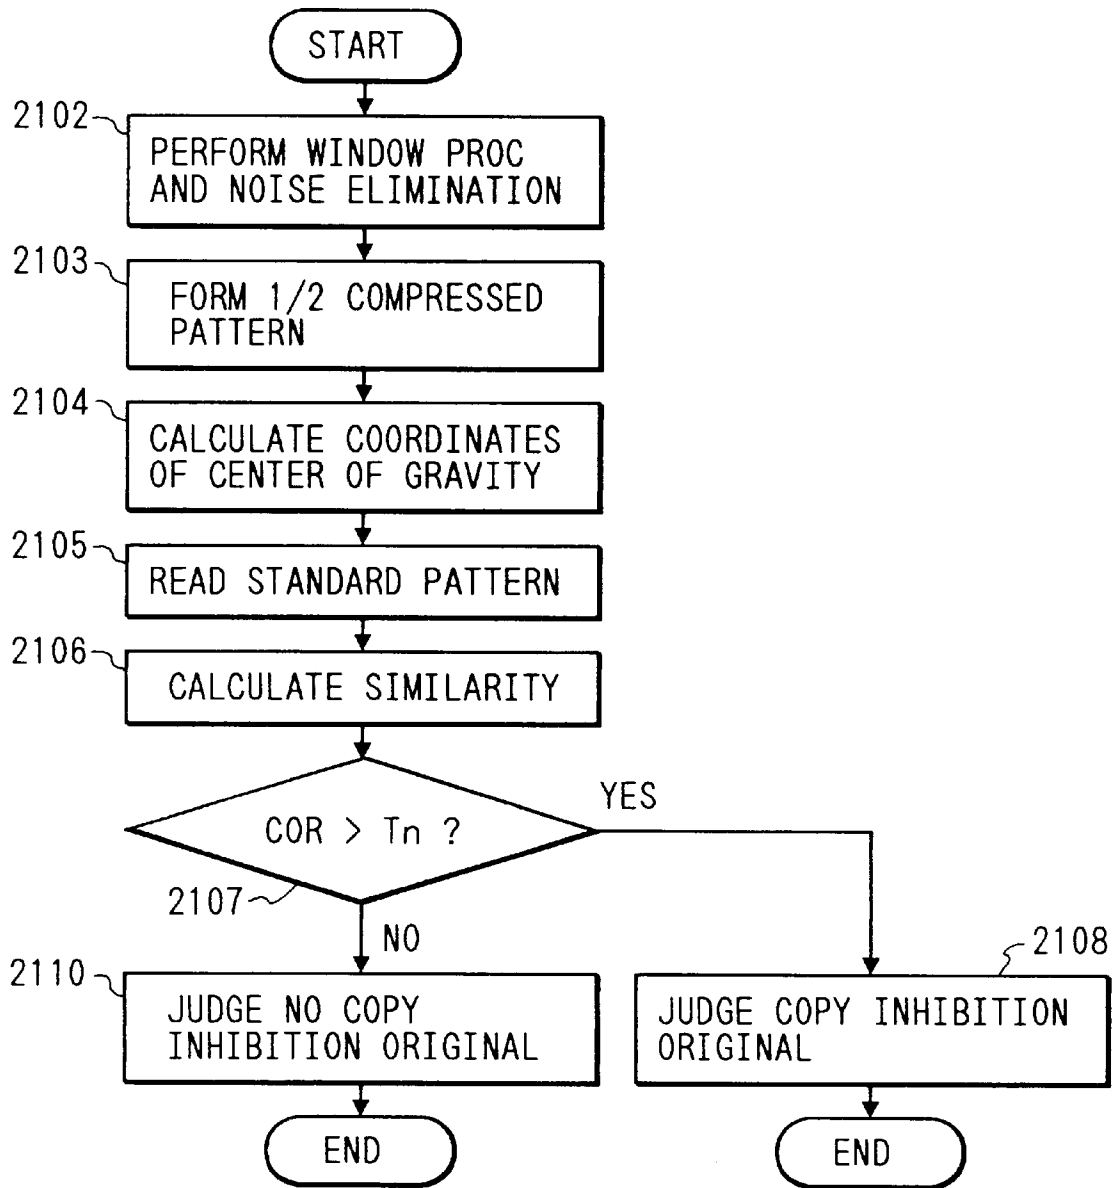 START
2102
PERFORM WINDOW PROC
AND NOISE ELIMINATION
2103
FORM 1/2 COMPRESSED
PATTERN
2104
CALCULATE COORDINATES
OF CENTER OF GRAVITY
2105
READ STANDARD PATTERN
2106
CALCULATE SIMILARITY
COR > Tn ?
YES
2107
NO
2110
JUDGE NO COPY
INHIBITION ORIGINAL
END
2108
JUDGE COPY INHIBITION
ORIGINAL
END